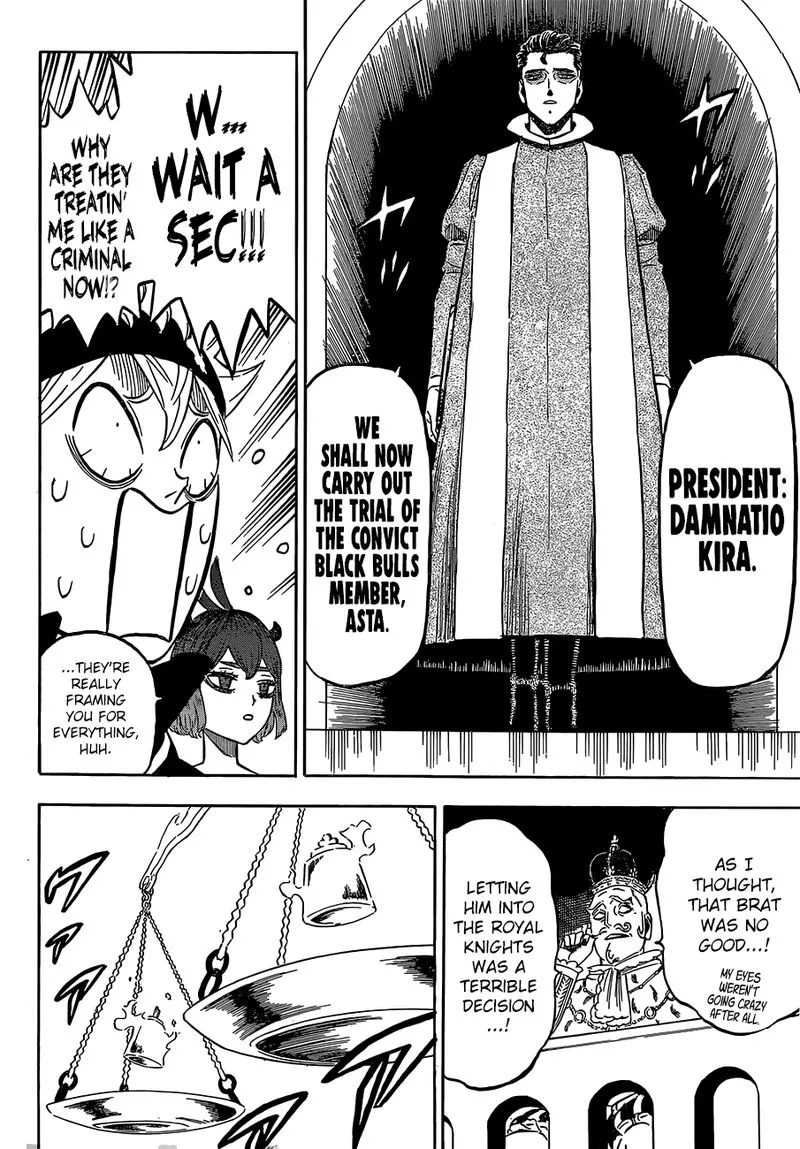 PRESIDENT:
DAMNATIO
KIRA.
WE
SHALL NOW
CARRY OUT
THE TRIAL OF
THE CONVICT
BLACK BULLS
MEMBER,
ASTA.
W...
WAIT A
SEC!!!
WHY
ARE THEY
TREATIN'
ME LIKE A
CRIMINAL
NOW!?
...THEY'RE
REALLY
FRAMING
YOU FOR
EVERYTHING,
HUH.
AS I
THOUGHT,
THAT BRAT
WAS NO
GOOD...!
MY EYES
WEREN'T
GOING CRAZY
AFTER ALL.
LETTING
HIM INTO
THE ROYAL
KNIGHTS
WAS A
TERRIBLE
DECISION
...!